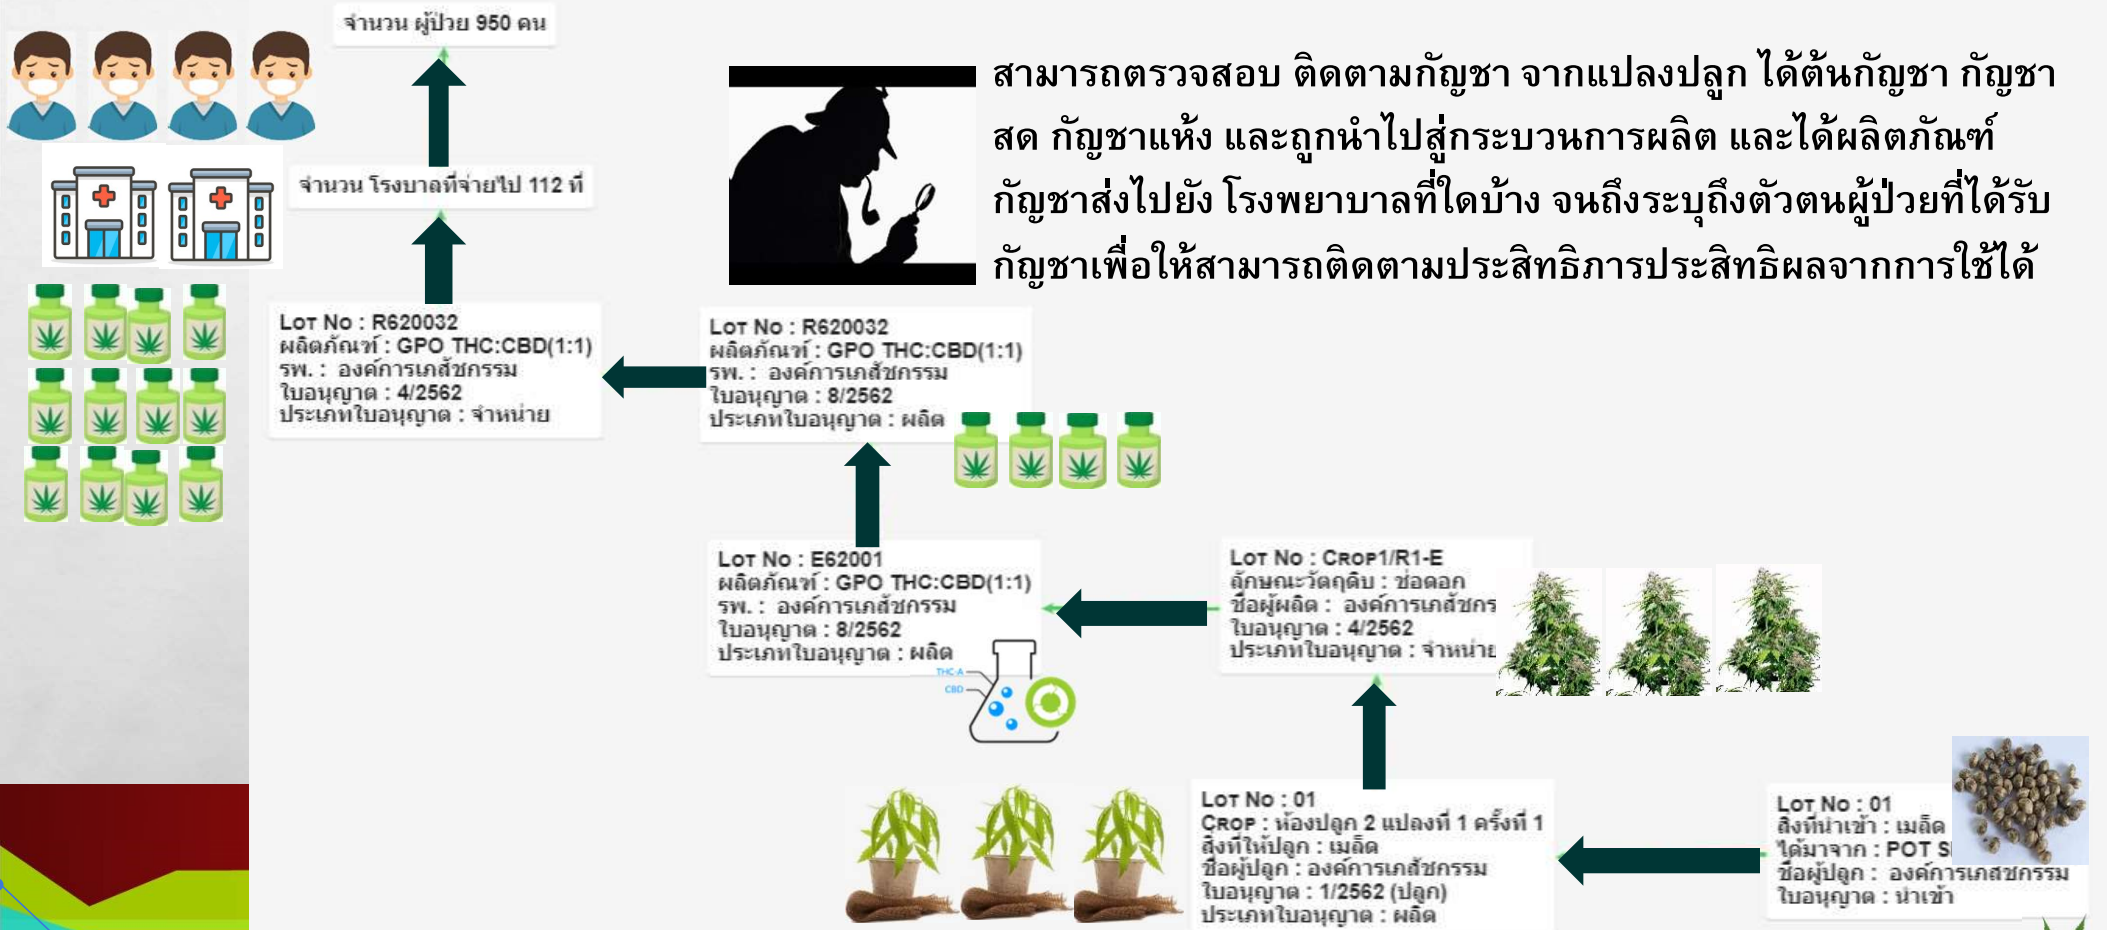 จำนวน ผู้ป่วย 950 คน
สามารถตรวจสอบ ติดตามกัญชา จากแปลงปลูก ได้ต้นกัญชา กัญชา
สด กัญชาแห้ง และถูกนำไปสู่กระบวนการผลิต และได้ผลิตภัณฑ์
กัญชาส่งไปยัง โรงพยาบาลที่ใดบ้าง จนถึงระบุถึงตัวตนผู้ป่วยที่ได้รับ
กัญชาเพื่อให้สามารถติดตามประสิทธิภารประสิทธิผลจากการใช้ได้
จำนวน โรงบาลที่จ่ายไป 112 ที่
Lot No : R620032
ผลิตภัณฑ์ : GPO THC:CBD(1:1)
รพ. : องค์การเภสัชกรรม
ใบอนุญาต : 4/2562
ประเภทใบอนุญาต : จำหน่าย
Lot No : R620032
ผลิตภัณฑ์ : GPO THC:CBD(1:1)
รพ. : องค์การเภสัชกรรม
ใบอนุญาต : 8/2562
ประเภทใบอนุญาต : ผลิต
Lot No : E62001
ผลิตภัณฑ์ : GPO THC:CBD(1:1)
รพ. : องค์การเภสัชกรรม
ใบอนุญาต : 8/2562
ประเภทใบอนุญาต : ผลิต
THC-A
CBD
Lot No : Crop1/R1-E
ลักษณะวัตถุดิบ : ช่อดอก
ชื่อผู้ผลิต : องค์การเภสัชกร
ใบอนุญาต : 4/2562
ประเภทใบอนุญาต : จำหน่าย
Lot No : 01
Crop : ห้องปลูก 2 แปลงที่ 1 ครั้งที่ 1
สิ่งที่ให้ปลูก : เมล็ด
ชื่อผู้ปลูก : องค์การเภสัชกรรม
ใบอนุญาต : 1/2562 (ปลูก)
ประเภทใบอนุญาต : ผลิต
Lot No : 01
สิ่งที่นำเข้า : เมล็ด
ได้มาจาก : POT
ชื่อผู้ปลูก : องค์การเภสัชกรรม
ใบอนุญาต : นำเข้า